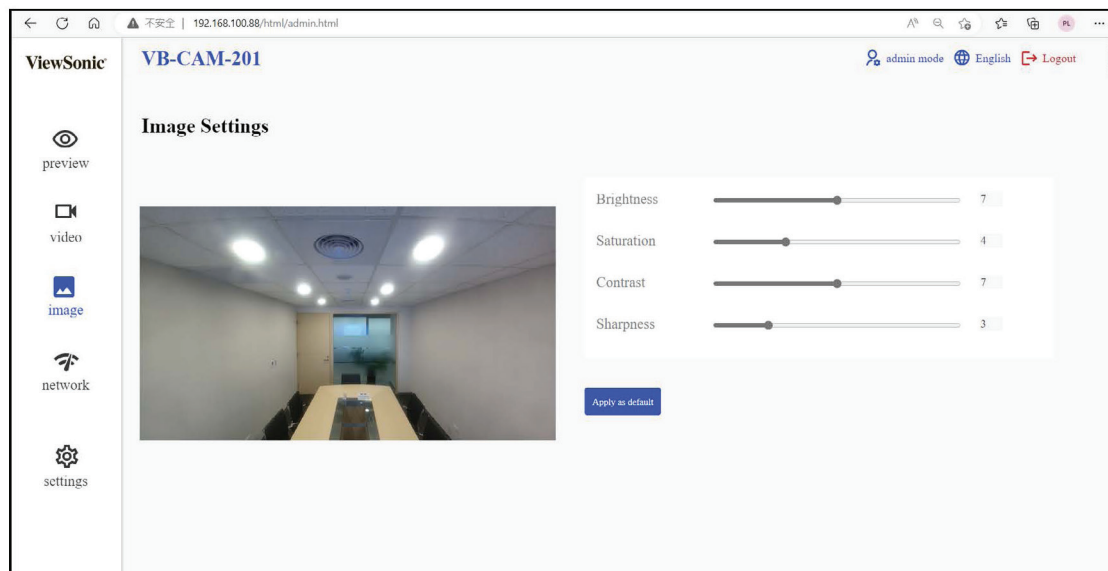 不安全 | 192.168.100.88/html/admin.html
PL
ViewSonic
VB-CAM-201
admin mode
English
Logout
Image Settings
preview
video
image
network
settings
Brightness 7
Saturation 4
Contrast 7
Sharpness 3
Apply as default